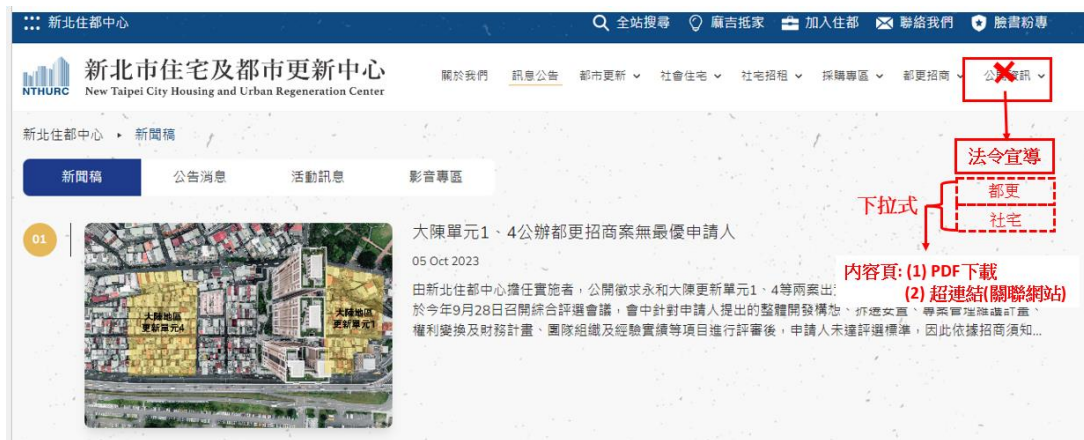 新北住都中心
全站搜尋 麻吉抵家 加入住都 聯絡我們 臉書粉專
NTHURC
新北市住宅及都市更新中心
New Taipei City Housing and Urban Regeneration Center
關於我們 訊息公告 都市更新 社會住宅 社宅招租 採購專區 都更招商 公開資訊
新北住都中心 ▸ 新聞稿
新聞稿 公告消息 活動訊息 影音專區
法令宣導
都更
社宅
下拉式
01
大陳地區
更新單元4
大陳地區
更新單元1
大陳單元1、4公辦都更招商案無最優申請人
05 Oct 2023
內容頁: (1) PDF下載
(2) 超連結(關聯網站)
由新北住都中心擔任實施者，公開徵求永和大陳更新單元1、4等兩案出
於今年9月28日召開綜合評選會議，會中針對申請人提出的整體開發構想、拆遷安置、專案管理維護計畫、
權利變換及財務計畫、團隊組織及經驗實績等項目進行評審後，申請人未達評選標準，因此依據招商須知...